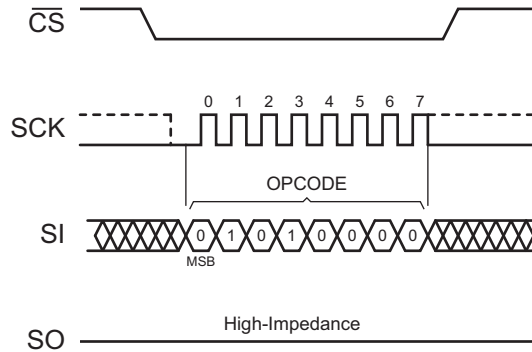 CS
0 1 2 3 4 5 6 7
SCK
OPCODE
SI 0 1 0 1 0 0 0 0
MSB
High-Impedance
SO